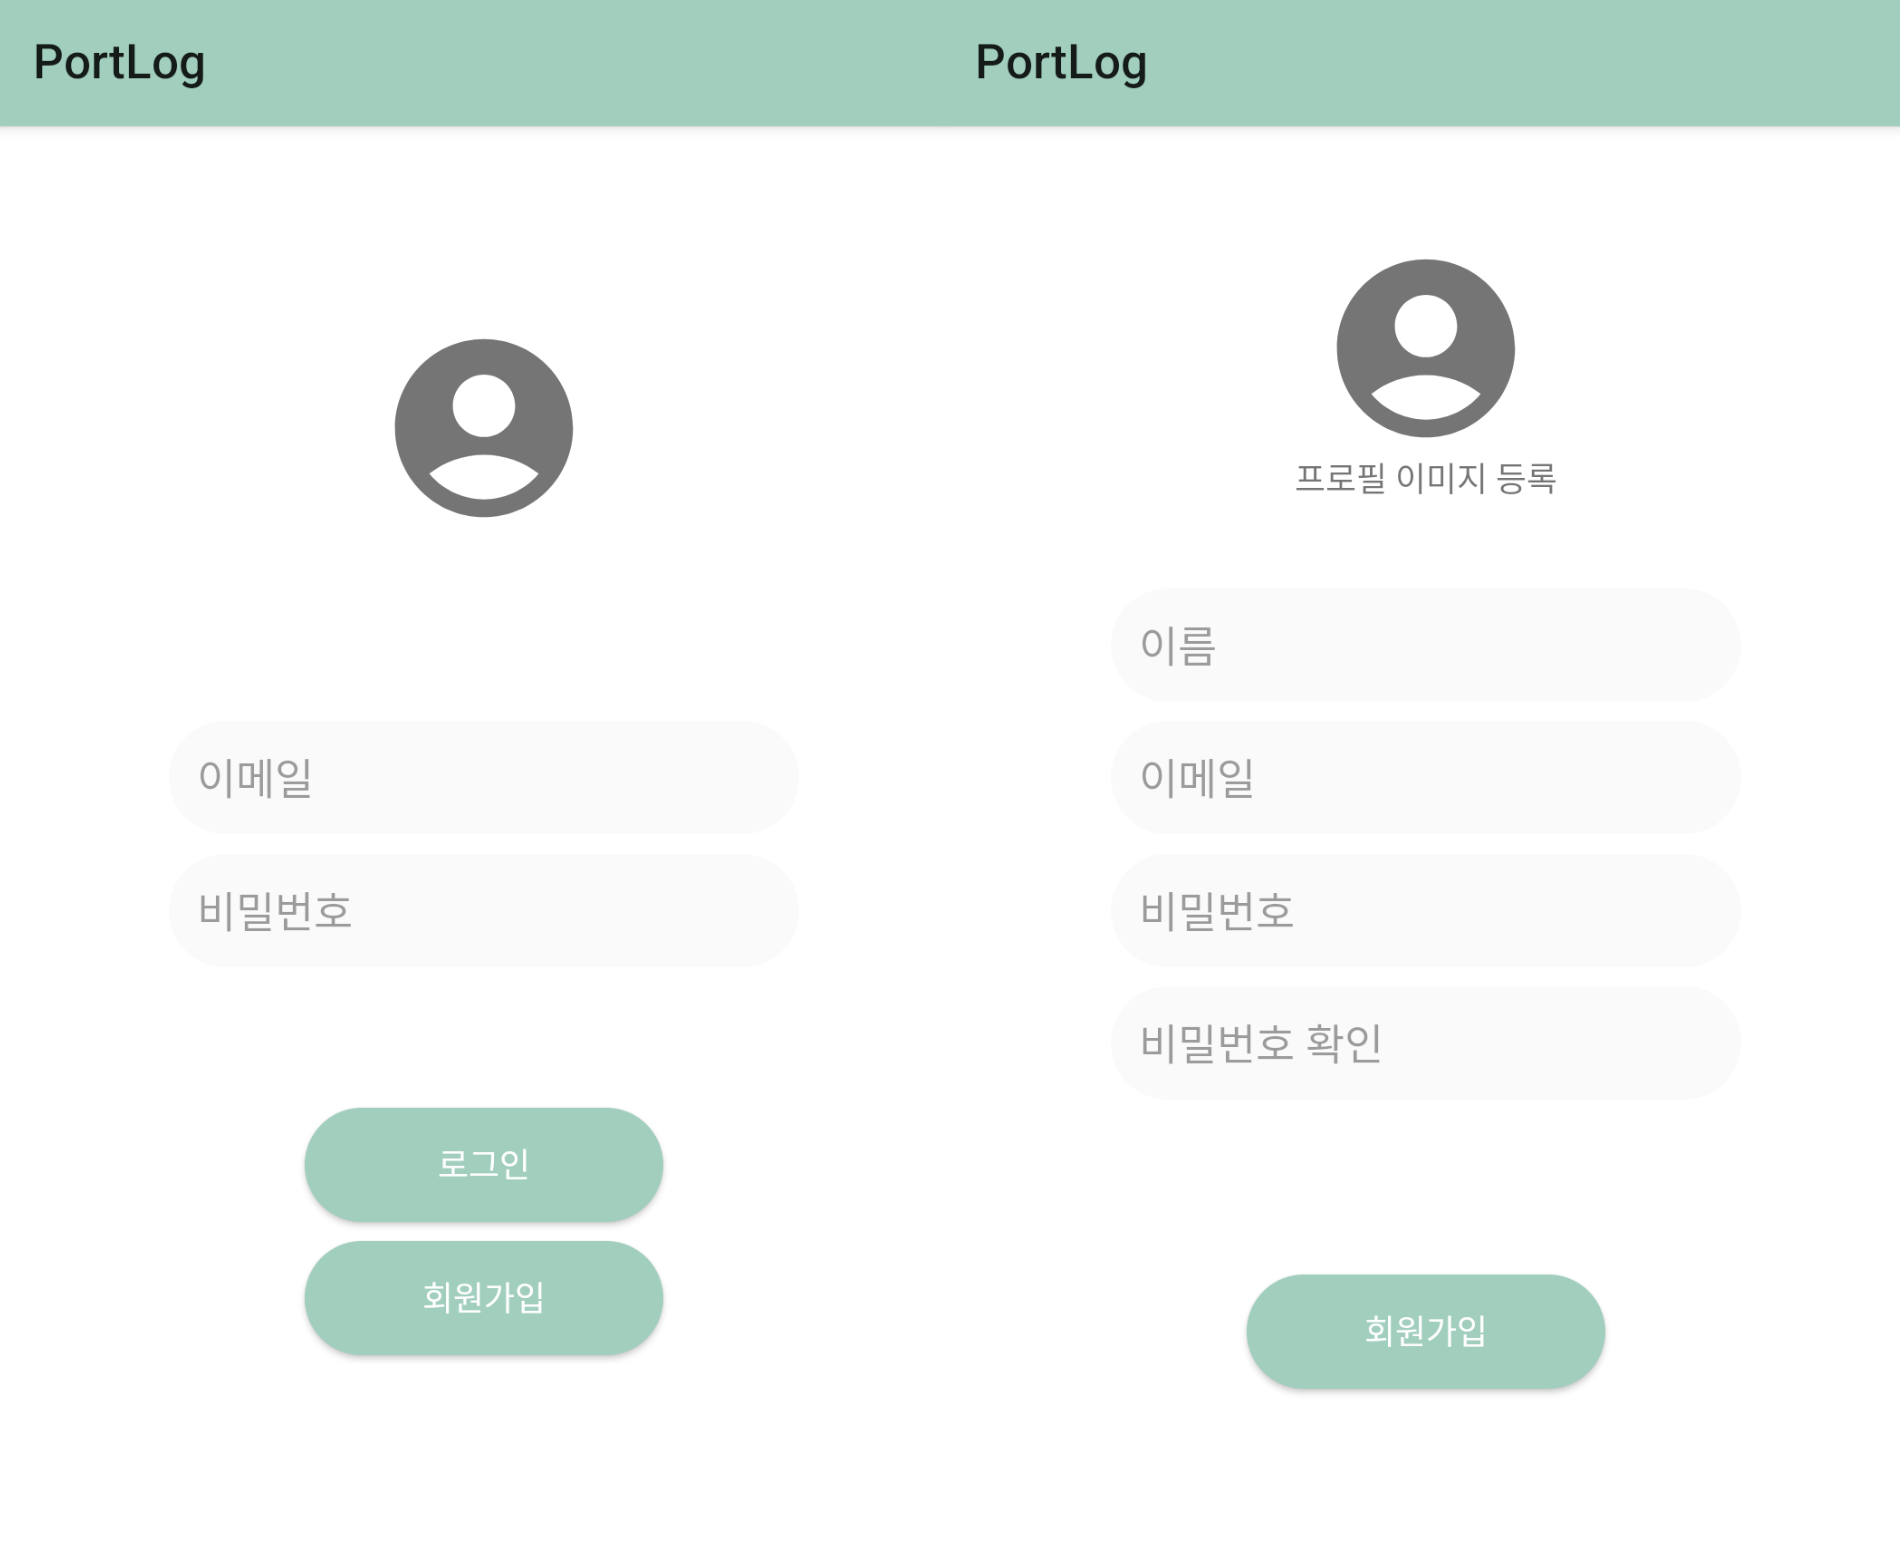 PortLog
이메일
비밀번호
로그인
회원가입
PortLog
프로필 이미지 등록
이름
이메일
비밀번호
비밀번호 확인
회원가입